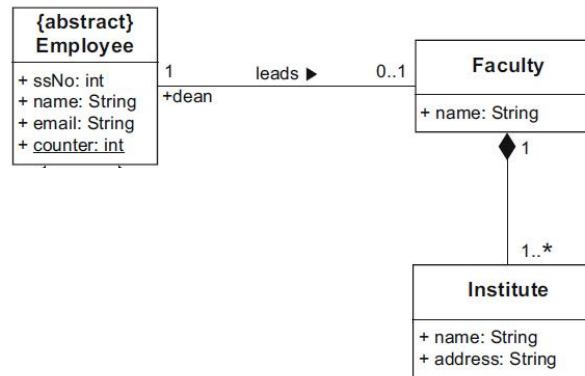 {abstract}
Employee
+ ssNo: int
+ name: String
+ email: String
+ counter: int
1
leads ▶
0..1
+dean
Faculty
+ name: String
1
1..*
Institute
+ name: String
+ address: String